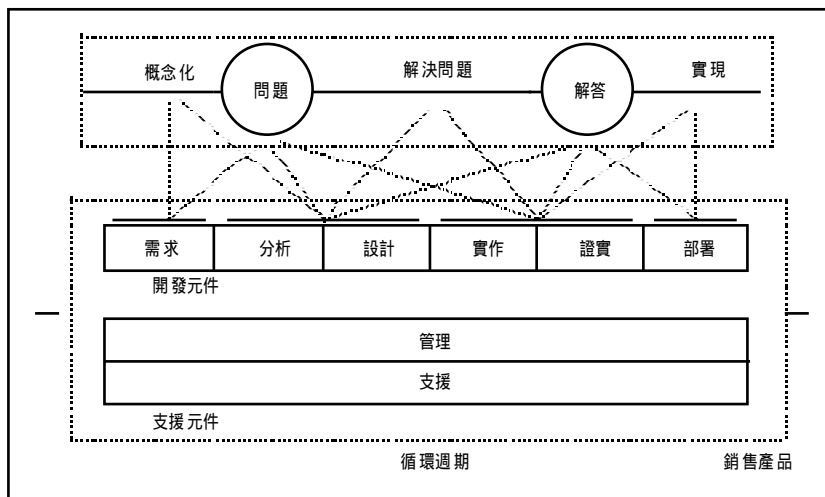 概念化 問題 解決問題 解答 實現
需求 分析 設計 實作 證實 部署
開發元件
管理
支援
支援元件
循環週期 銷售產品